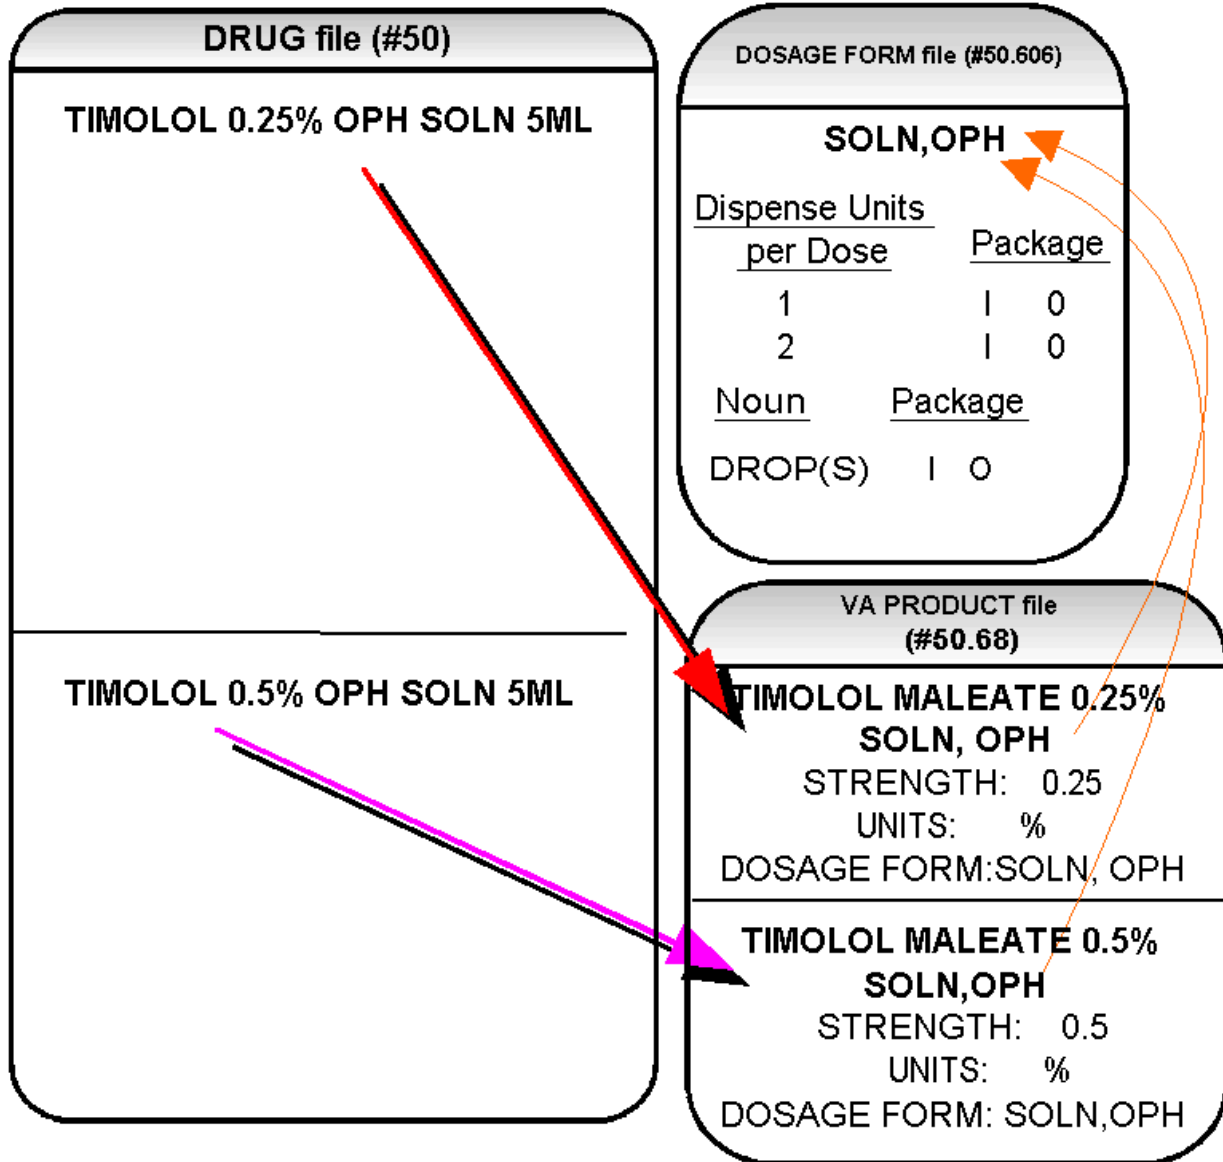 DRUG file (#50)
TIMOLOL 0.25% OPH SOLN 5ML
TIMOLOL 0.5% OPH SOLN 5ML
DOSAGE FORM file (#50.606)
SOLN,OPH
Dispense Units
per Dose Package
1 I 0
2 I 0
Noun Package
DROP(S) I O
VA PRODUCT file
(#50.68)
TIMOLOL MALEATE 0.25%
SOLN, OPH
STRENGTH: 0.25
UNITS: %
DOSAGE FORM:SOLN, OPH
TIMOLOL MALEATE 0.5%
SOLN,OPH
STRENGTH: 0.5
UNITS: %
DOSAGE FORM: SOLN,OPH